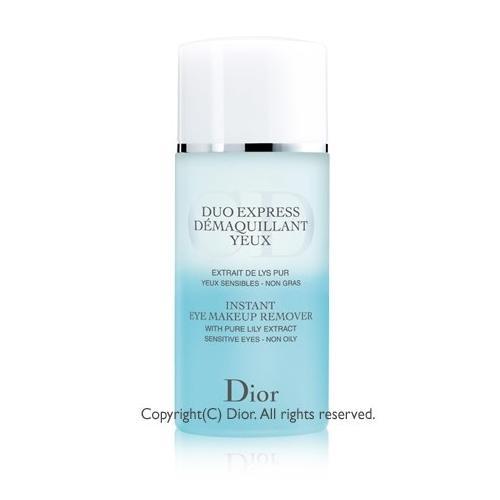 CD
DUO EXPRESS
DÉMAQUILLANT
YEUX
EXTRAIT DE LYS PUR
YEUX SENSIBLES - NON GRAS
INSTANT
EYE MAKEUP REMOVER
WITH PURE LILY EXTRACT
SENSITIVE EYES - NON OILY
Dior
Copyright(C) Dior. All rights reserved.